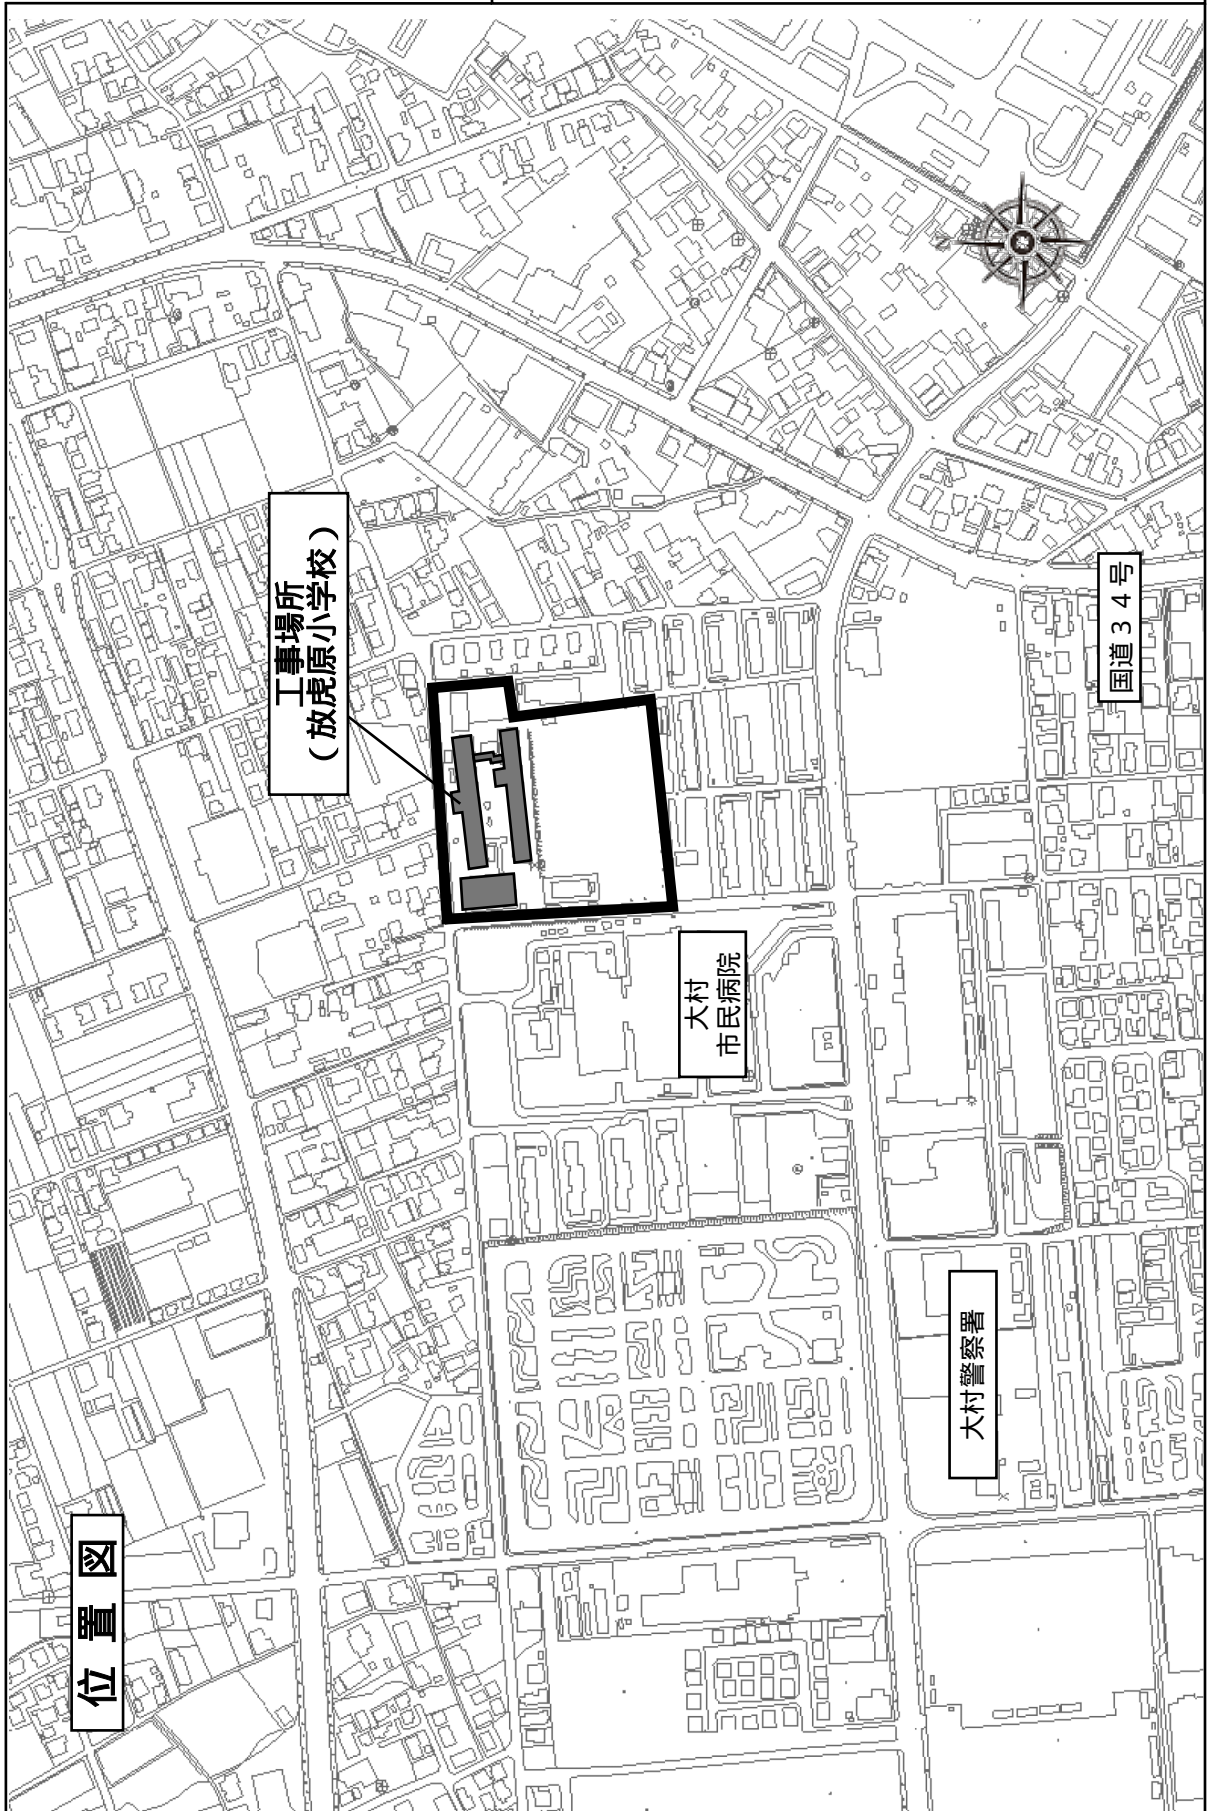 位置図
工事場所
（放虎原小学校）
大村
市民病院
国道３４号
大村警察署